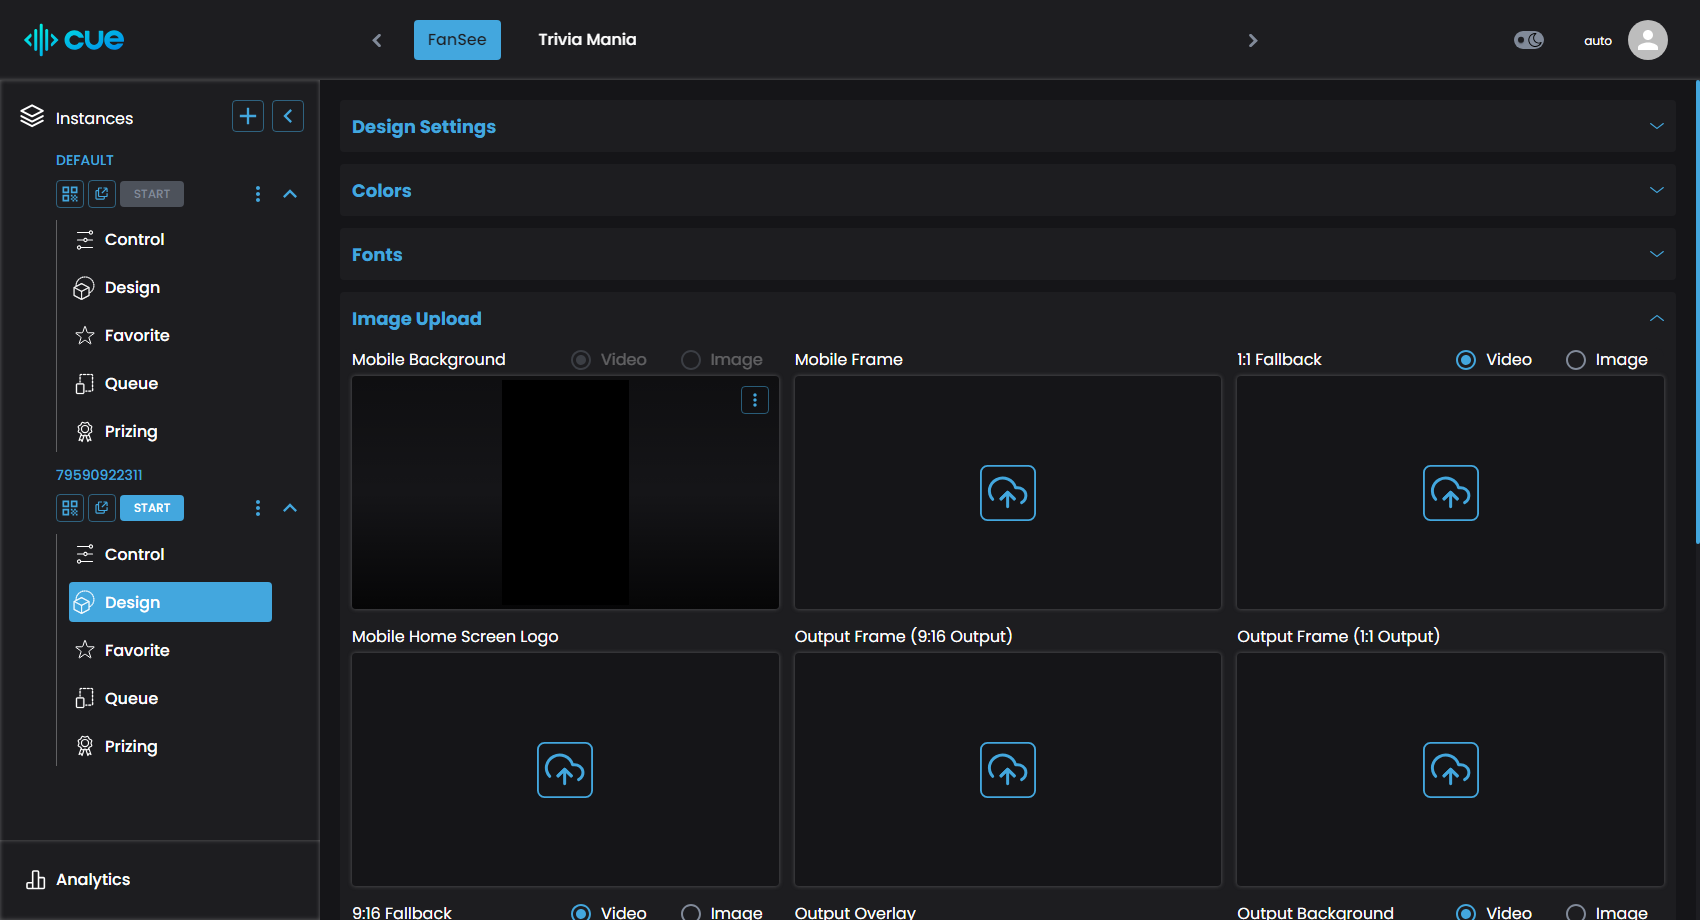 cue
FanSee
Trivia Mania
auto
Instances
DEFAULT
START
Control
Design
Favorite
Queue
Prizing
79590922311
START
Control
Design
Favorite
Queue
Prizing
Analytics
Design Settings
Colors
Fonts
Image Upload
Mobile Background Video Image
Mobile Frame
1:1 Fallback Video Image
Mobile Home Screen Logo
Output Frame (9:16 Output)
Output Frame (1:1 Output)
9:16 Fallback Video Image
Output Overlay
Output Background Video Image